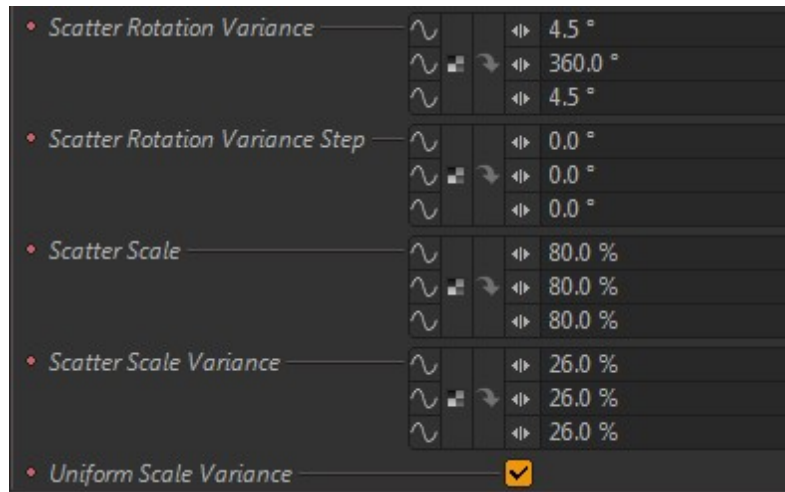 Scatter Rotation Variance 4.5 °
360.0 °
4.5 °
Scatter Rotation Variance Step 0.0 °
0.0 °
0.0 °
Scatter Scale 80.0 %
80.0 %
80.0 %
Scatter Scale Variance 26.0 %
26.0 %
26.0 %
Uniform Scale Variance